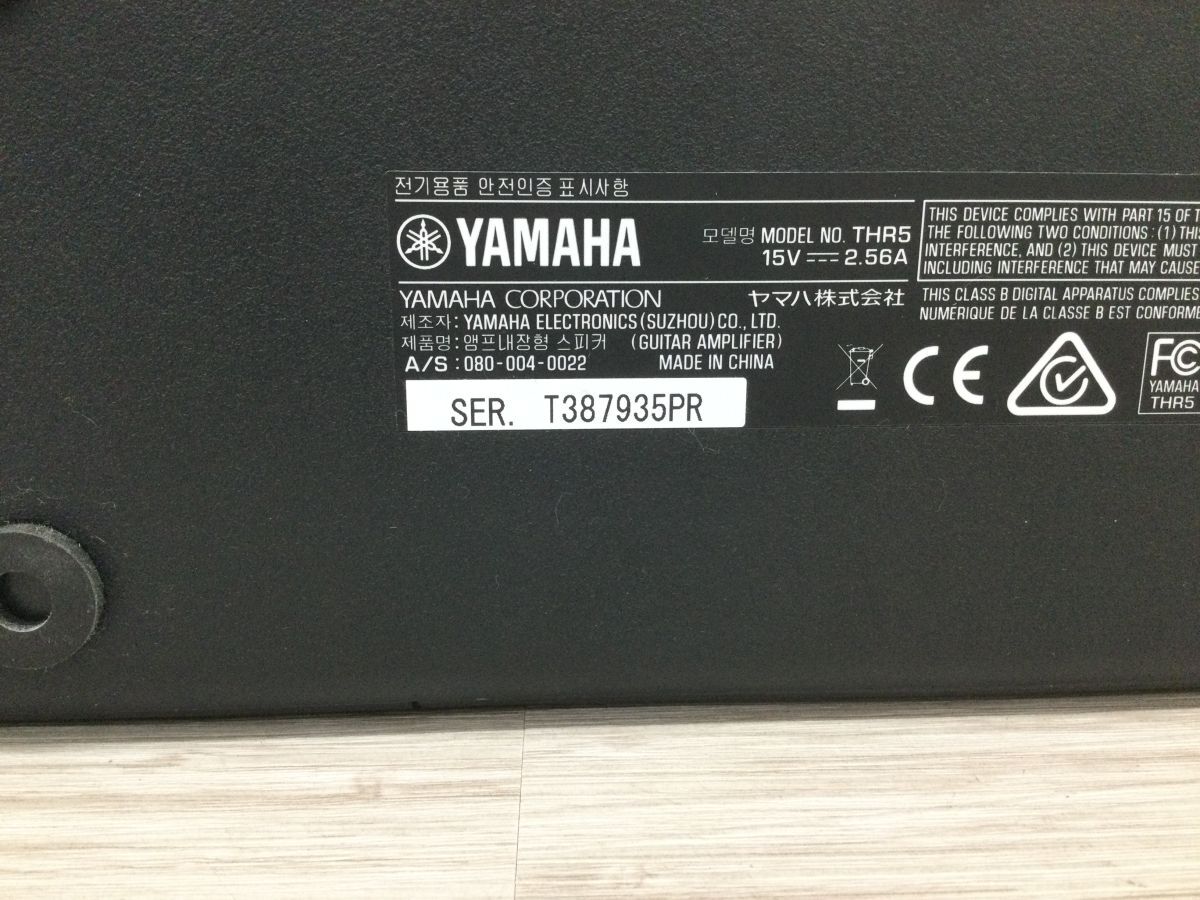 전기용품 안전인증 표시사항
YAMAHA
모델명 MODEL NO. THR5
15V 2.56A
YAMAHA CORPORATION ヤマハ株式会社
제조자: YAMAHA ELECTRONICS(SUZHOU)CO., LTD.
제품명: 앰프내장형 스피커 (GUITAR AMPLIFIER)
A/S : 080-004-0022 MADE IN CHINA
SER. T387935PR
THIS DEVICE COMPLIES WITH PART 15 OF
THE FOLLOWING TWO CONDITIONS: (1)
INTERFERENCE, AND (2) THIS DEVICE MUST
INCLUDING INTERFERENCE THAT MAY CAUSE
THIS CLASS B DIGITAL APPARATUS COMPLIES
NUMÉRIQUE DE LA CLASSE B EST CONFORME
CE
FC
YAMAHA
THR5